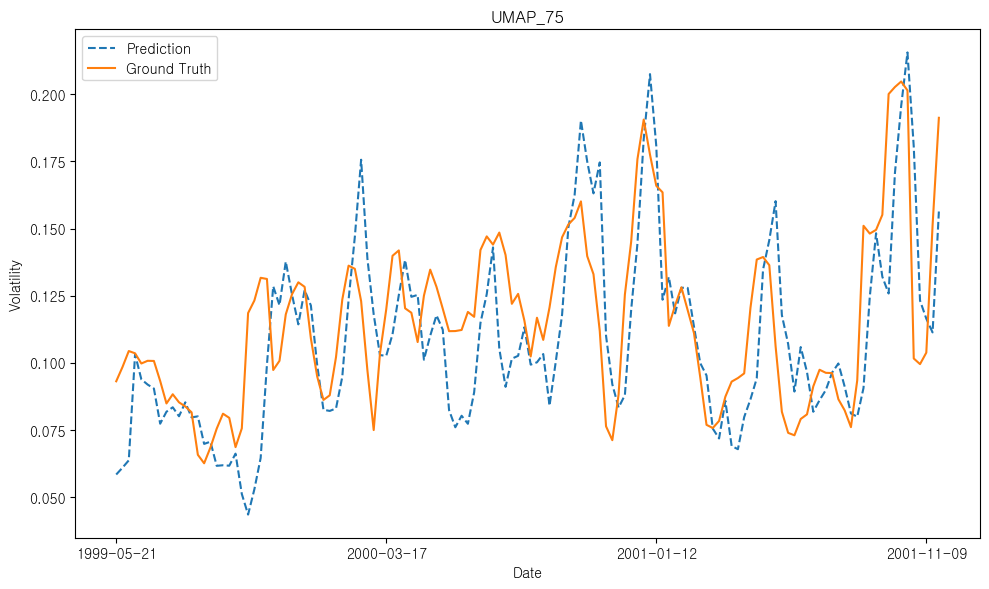 UMAP_75
Prediction
Ground Truth
Volatility
0.200
0.175
0.150
0.125
0.100
0.075
0.050
1999-05-21
2000-03-17
2001-01-12
2001-11-09
Date